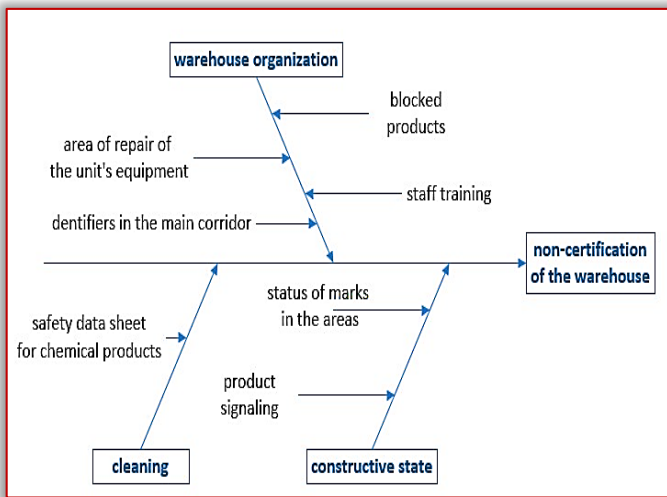 warehouse organization
blocked
products
area of repair of
the unit's equipment
staff training
dentifiers in the main corridor
non-certification
of the warehouse
status of marks
in the areas
safety data sheet
for chemical products
product
signaling
cleaning
constructive state